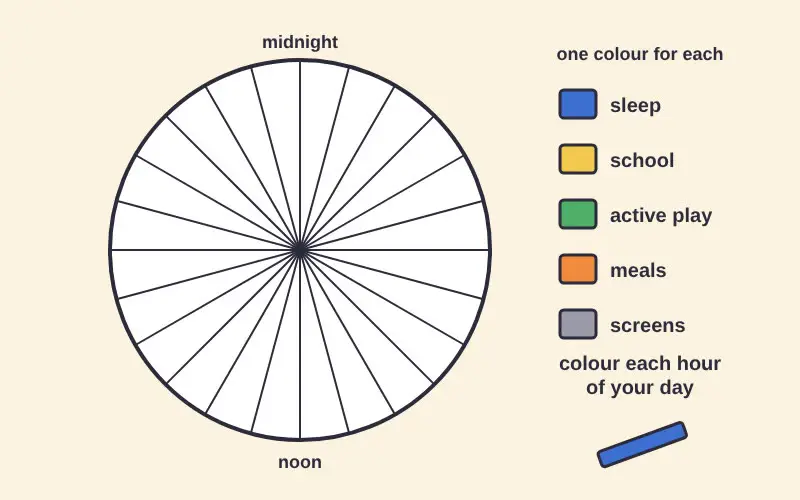 midnight
noon
one colour for each
sleep
school
active play
meals
screens
colour each hour
of your day